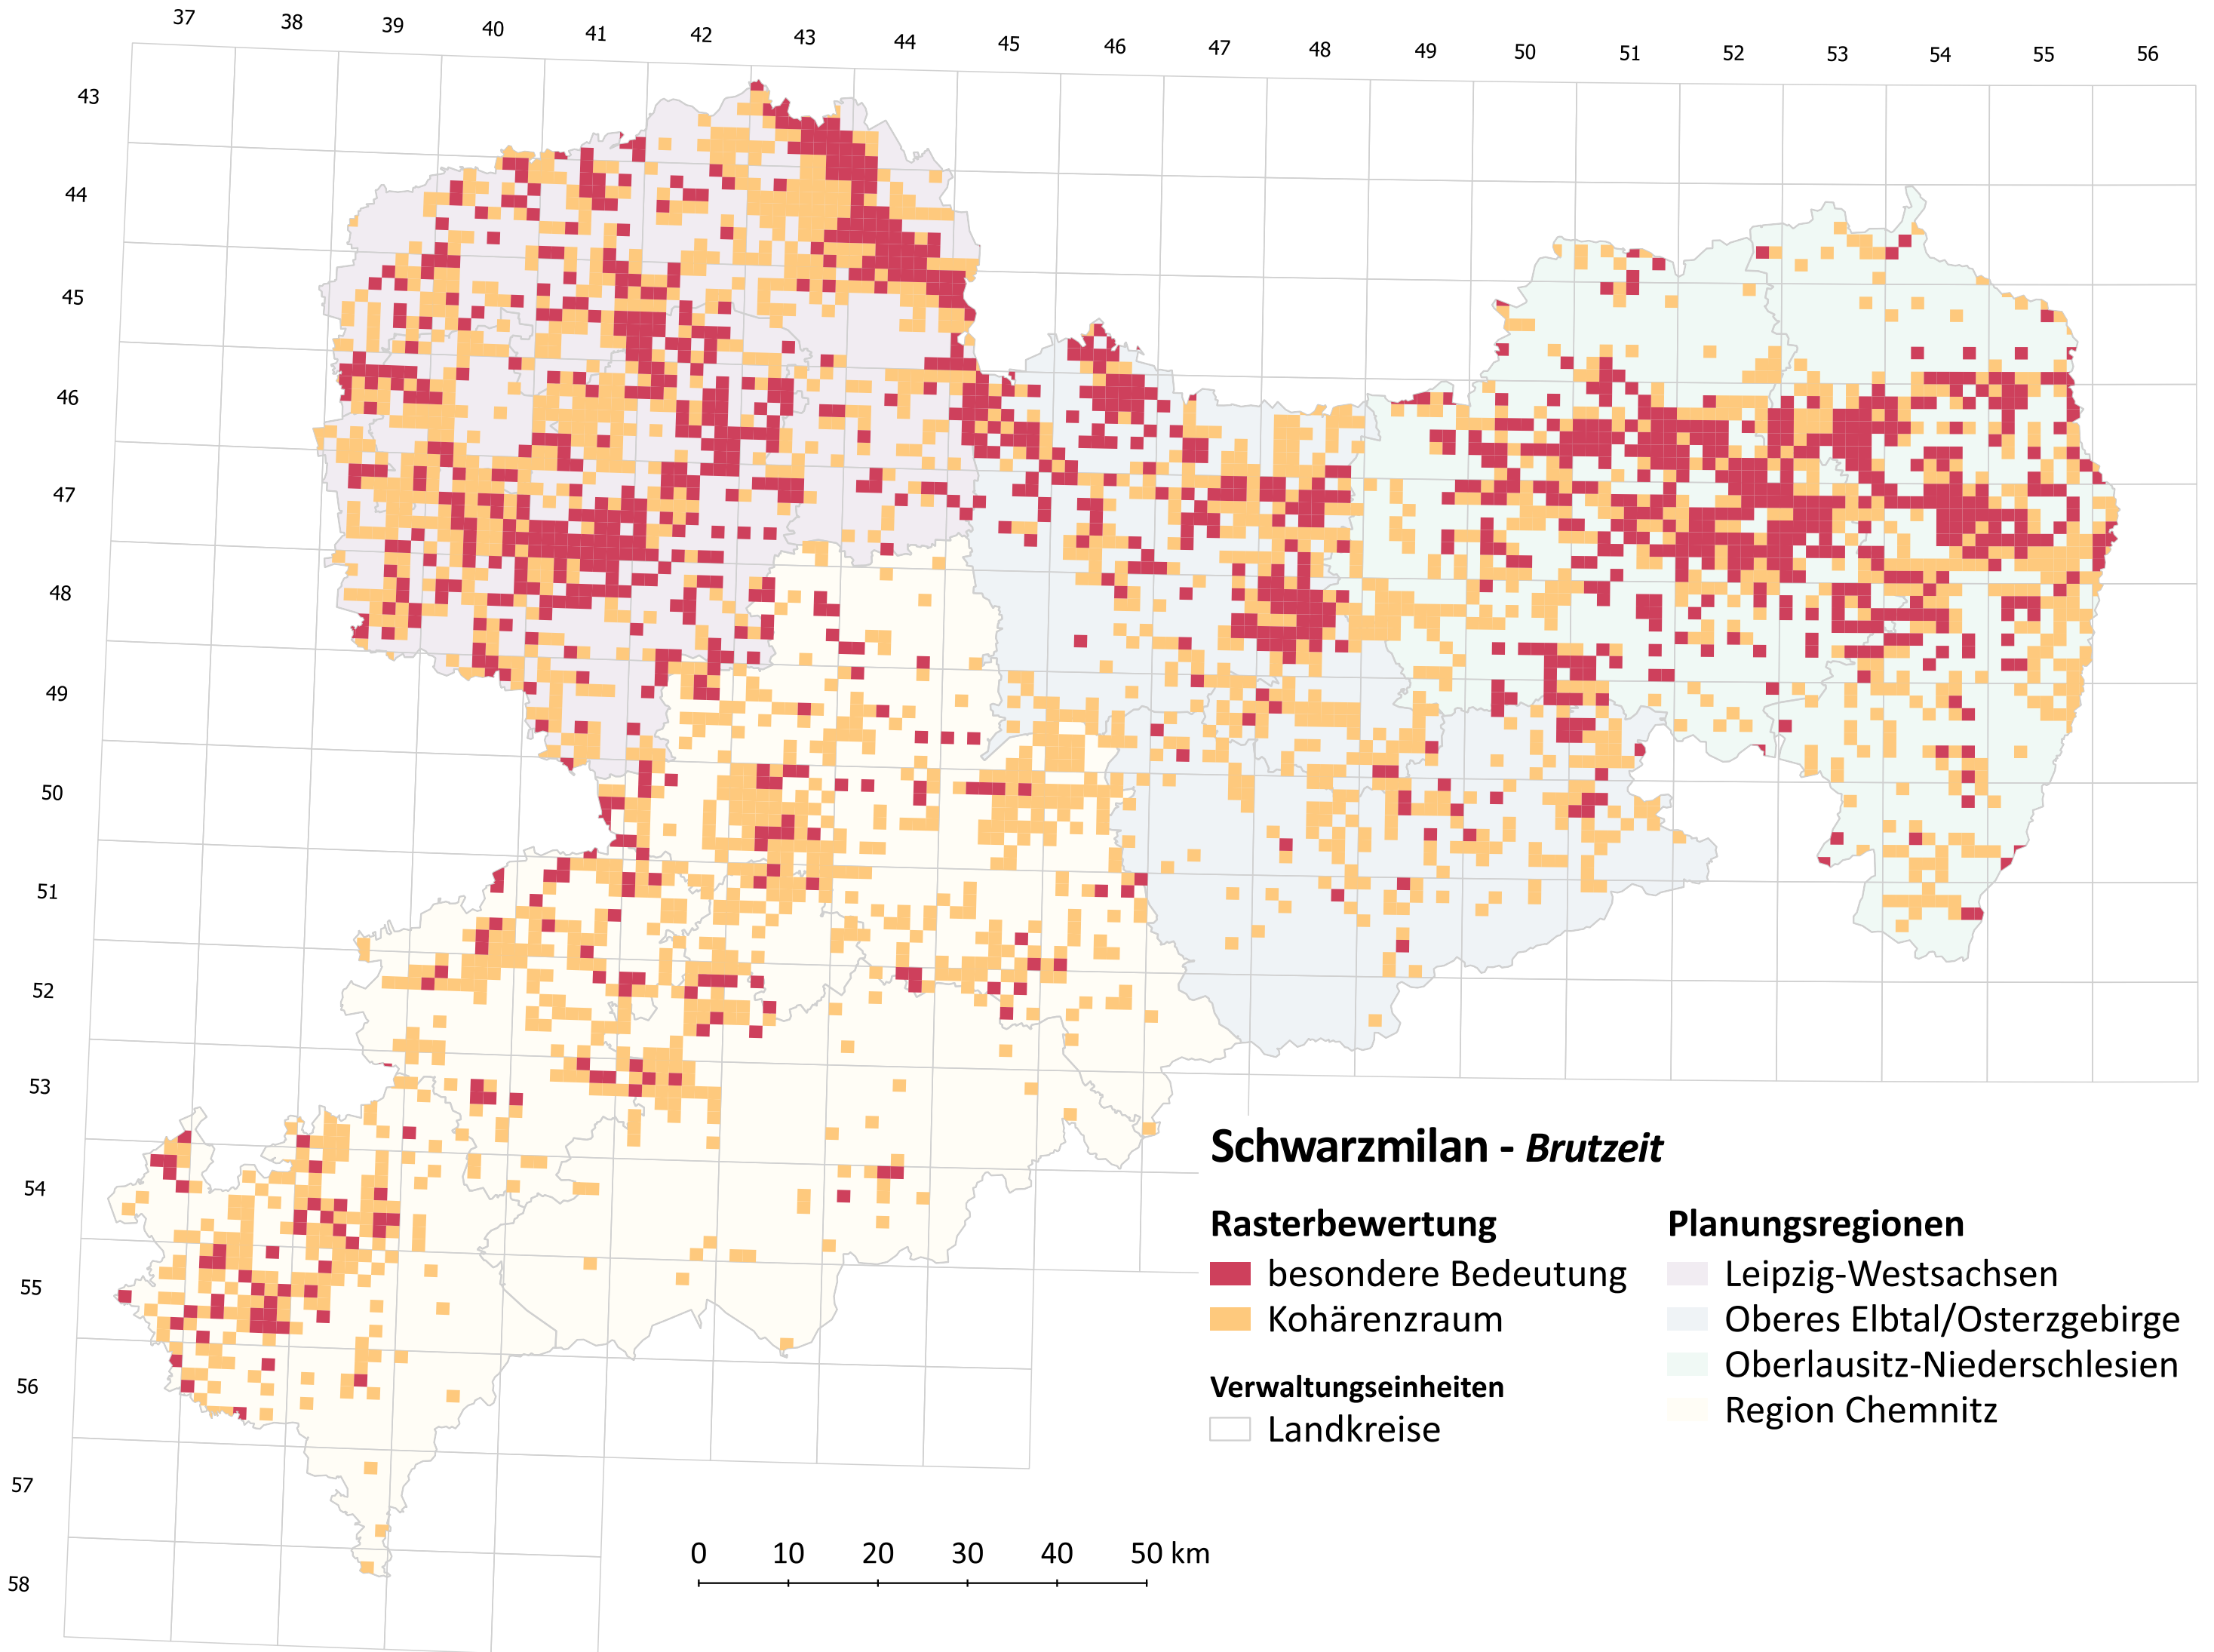 37 38 39 40 41 42 43 44 45 46 47 48 49 50 51 52 53 54 55 56
43
44
45
46
47
48
49
50
51
52
53
54
55
56
57
58
Schwarzmilan - Brutzeit
Rasterbewertung
besondere Bedeutung
Kohärenzraum
Verwaltungseinheiten
Landkreise
Planungsregionen
Leipzig-Westsachsen
Oberes Elbtal/Osterzgebirge
Oberlausitz-Niederschlesien
Region Chemnitz
0 10 20 30 40 50 km